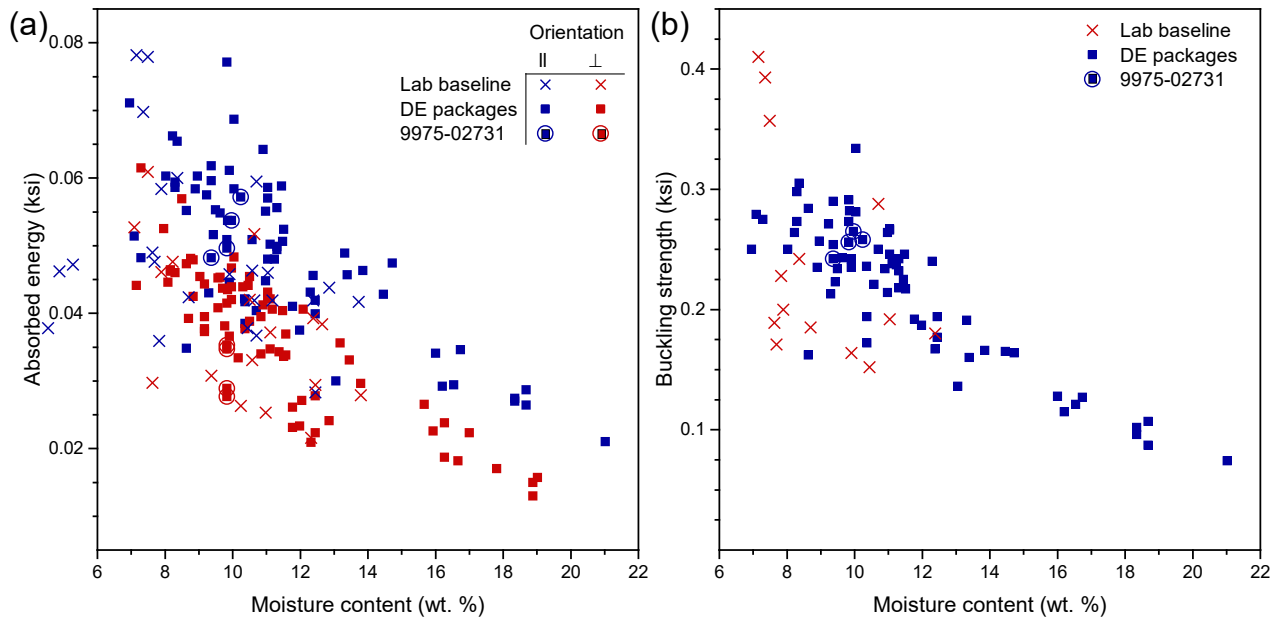 (a)
0.08
0.06
0.04
0.02
Absorbed energy (ksi)
Orientation
|| ⊥
Lab baseline
DE packages
9975-02731
6 8 10 12 14 16 18 20 22
Moisture content (wt. %)
(b)
0.4
0.3
0.2
0.1
Buckling strength (ksi)
Lab baseline
DE packages
9975-02731
6 8 10 12 14 16 18 20 22
Moisture content (wt. %)